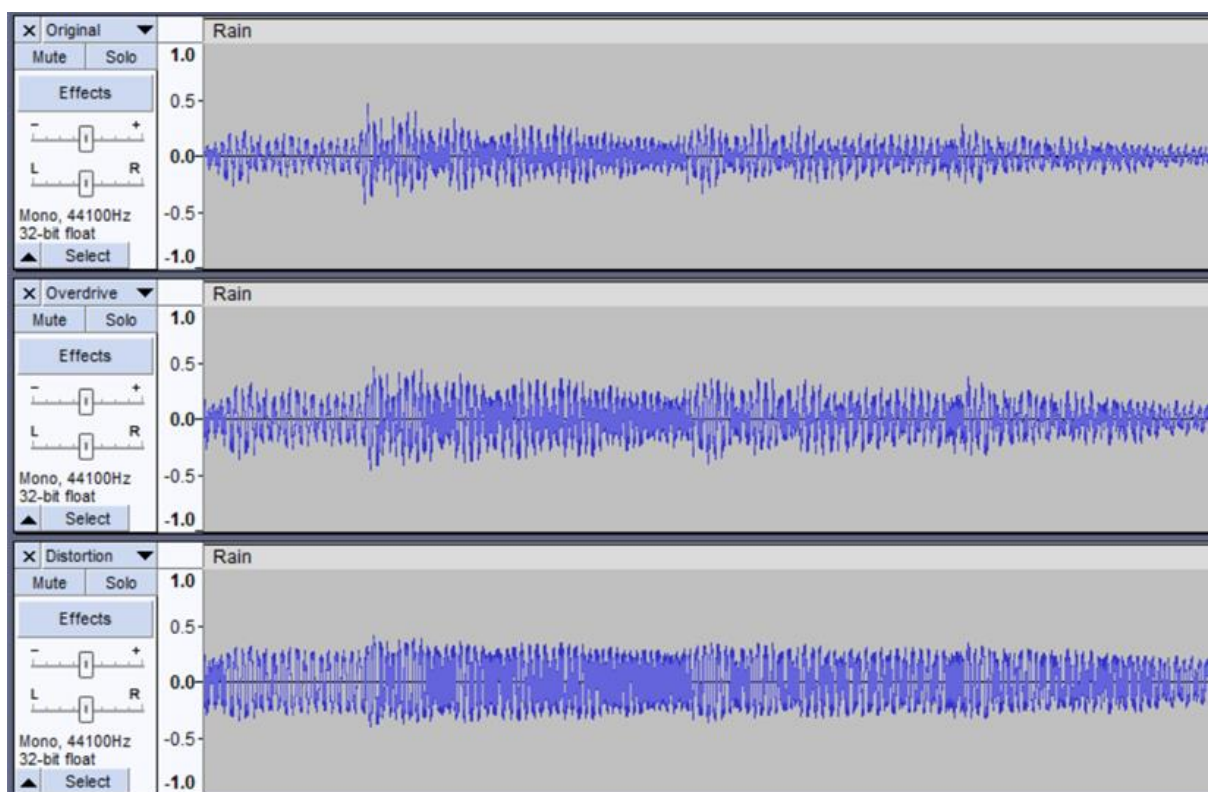 Original
Rain
Mute Solo
1.0
Effects
0.5
- +
0.0
L R
Mono, 44100Hz
-0.5
32-bit float
Select
-1.0
Overdrive
Rain
Mute Solo
1.0
Effects
0.5
- +
0.0
L R
Mono, 44100Hz
-0.5
32-bit float
Select
-1.0
Distortion
Rain
Mute Solo
1.0
Effects
0.5
- +
0.0
L R
Mono, 44100Hz
-0.5
32-bit float
Select
-1.0